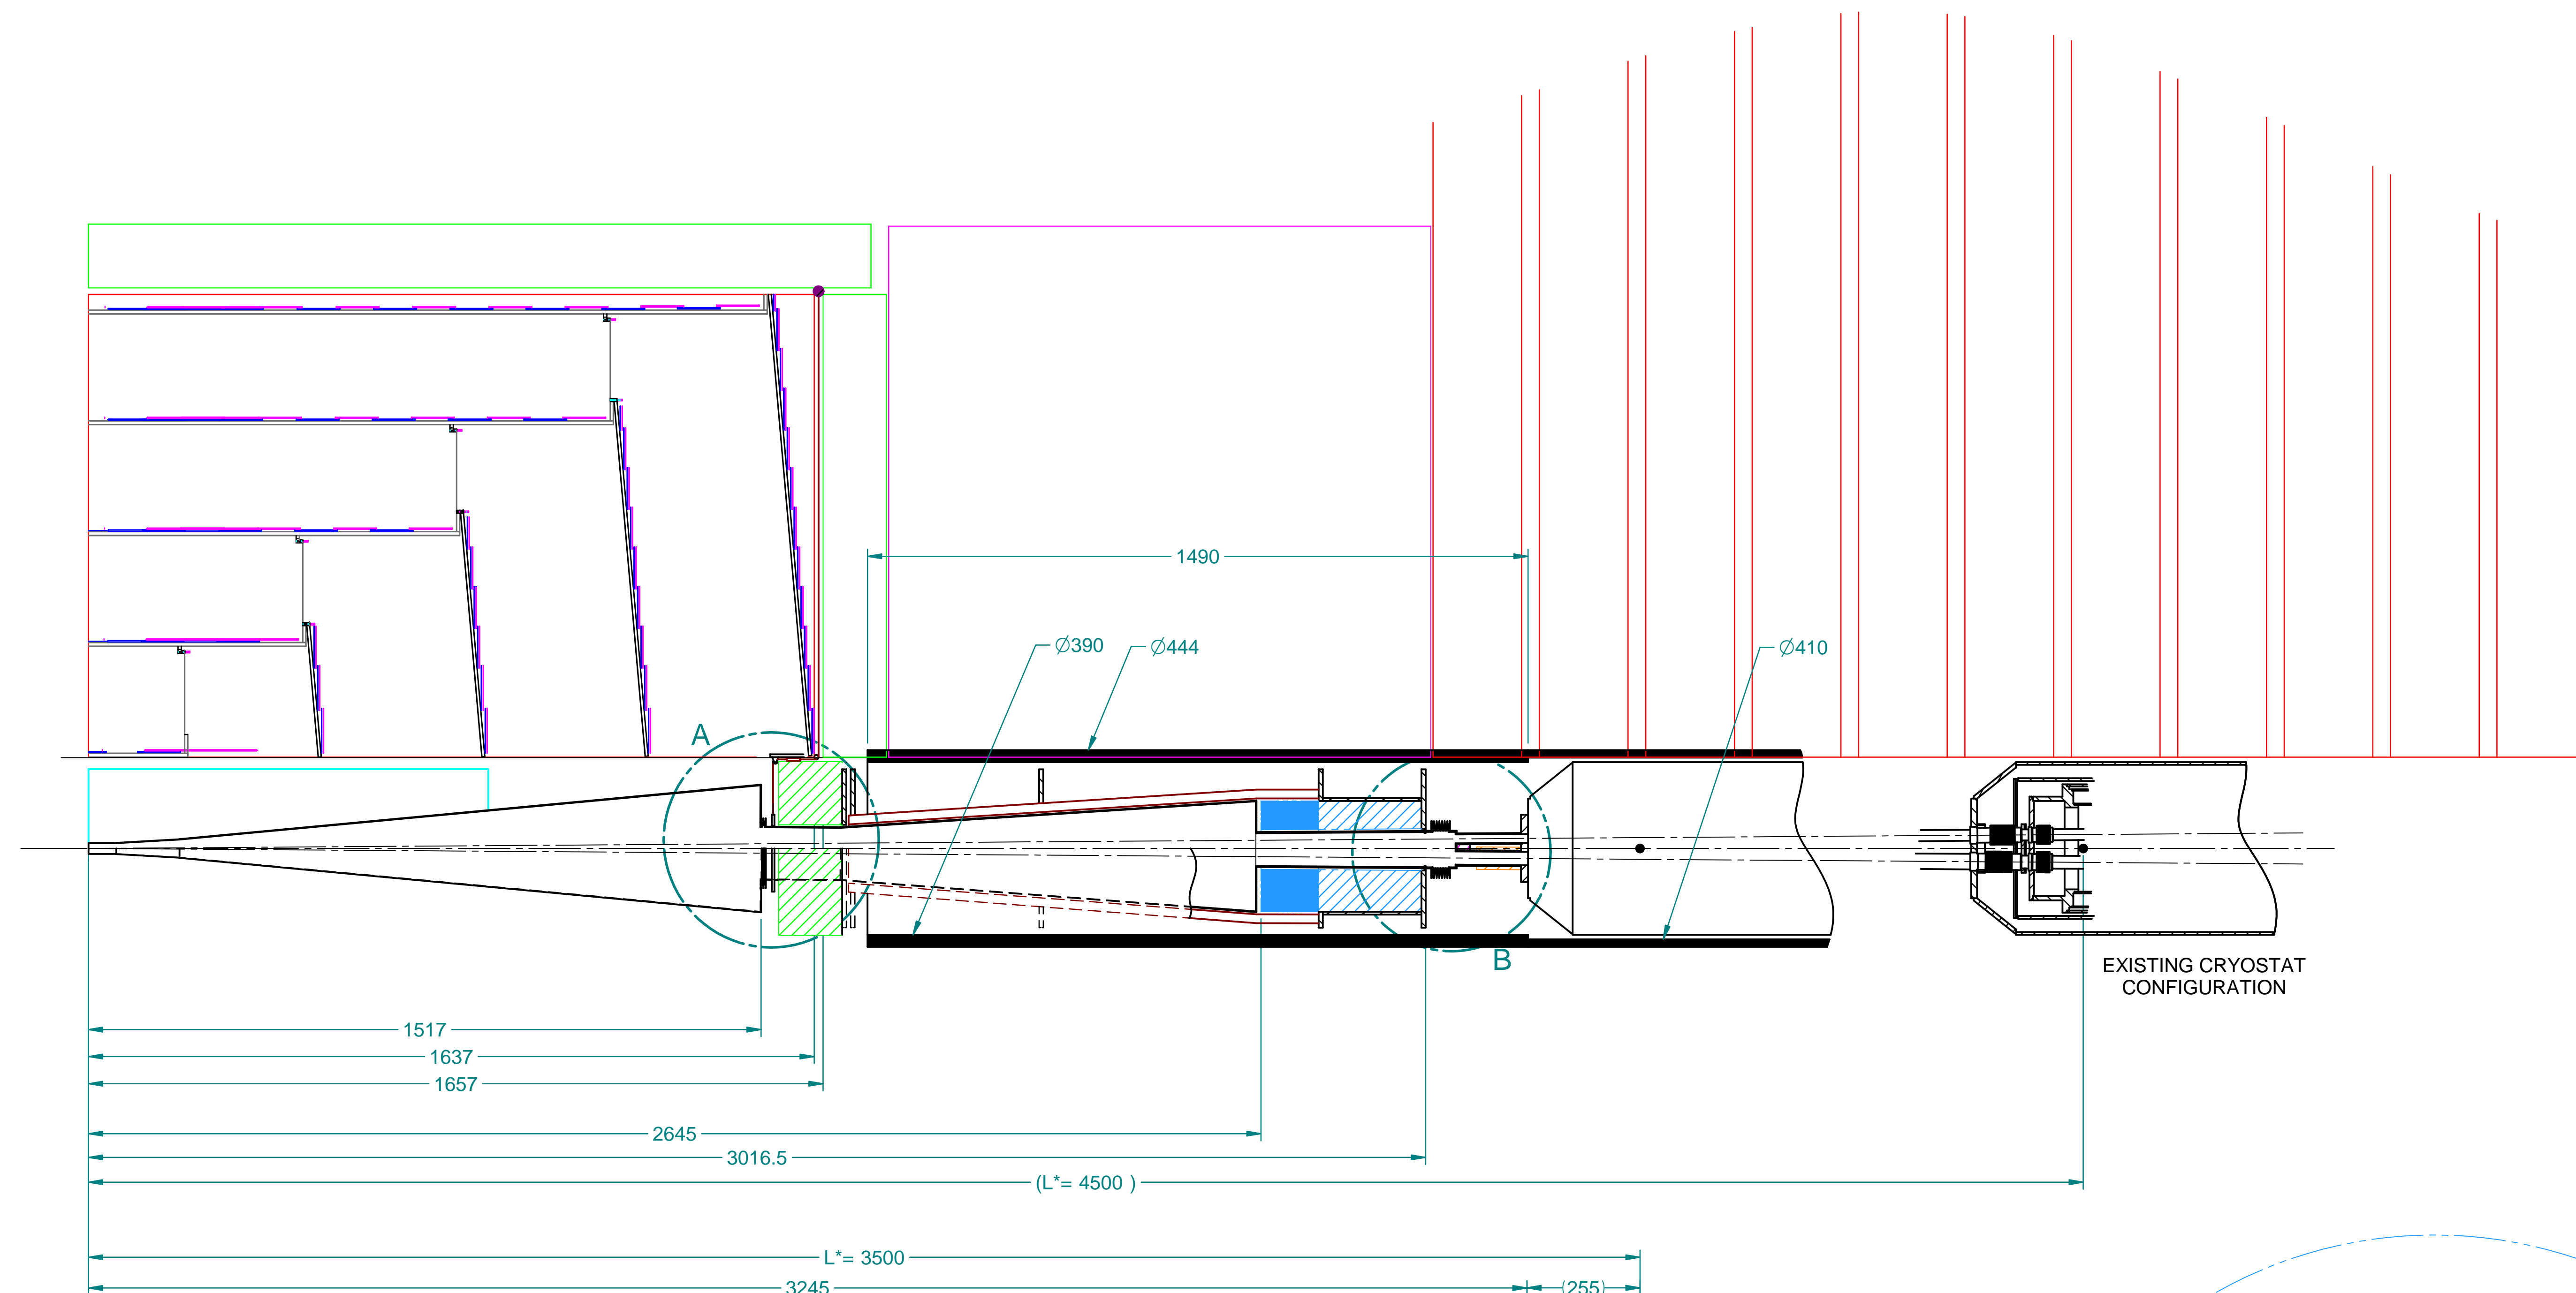 1490
∅390
∅444
∅410
A
B
EXISTING CRYOSTAT
CONFIGURATION
1517
1637
1657
2645
3016.5
(L*= 4500 )
L*= 3500
3245
(255)